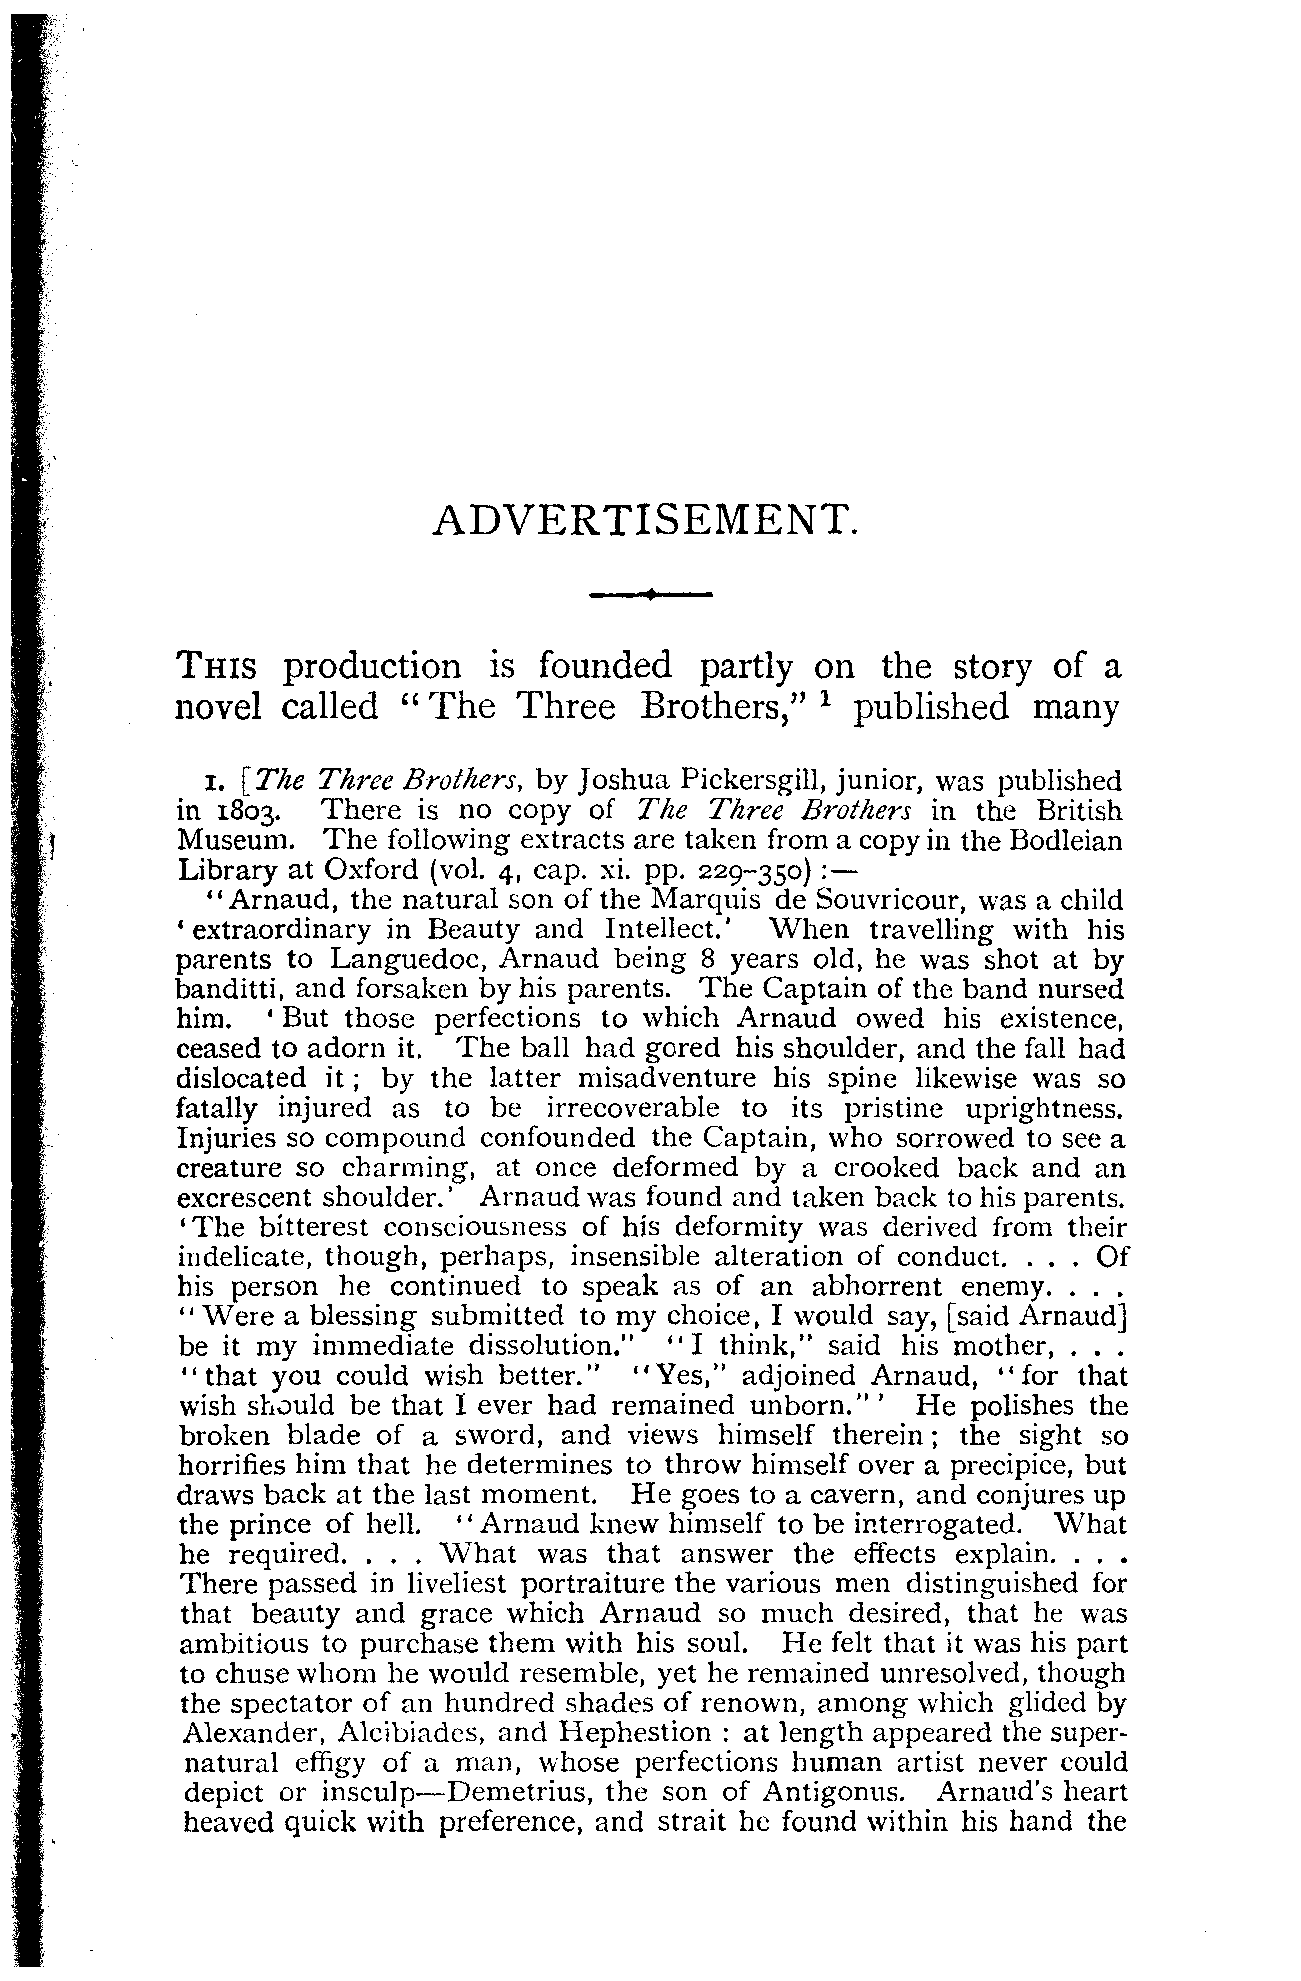 ADVERTISEMENT.
THIS production is founded partly on the story of a
novel called “The Three Brothers,” 1 published many
1. [The Three Brothers, by Joshua Pickersgill, junior, was published
in 1803. There is no copy of The Three Brothers in the British
Museum. The following extracts are taken from a copy in the Bodleian
Library at Oxford (vol. 4, cap. xi. pp. 229-350) :—
“Arnaud, the natural son of the Marquis de Souvricour, was a child
‘extraordinary in Beauty and Intellect.’ When travelling with his
parents to Languedoc, Arnaud being 8 years old, he was shot at by
banditti, and forsaken by his parents. The Captain of the band nursed
him. ‘But those perfections to which Arnaud owed his existence,
ceased to adorn it. The ball had gored his shoulder, and the fall had
dislocated it ; by the latter misadventure his spine likewise was so
fatally injured as to be irrecoverable to its pristine uprightness.
Injuries so compound confounded the Captain, who sorrowed to see a
creature so charming, at once deformed by a crooked back and an
excrescent shoulder.’ Arnaud was found and taken back to his parents.
‘The bitterest consciousness of his deformity was derived from their
indelicate, though, perhaps, insensible alteration of conduct. . . . Of
his person he continued to speak as of an abhorrent enemy. . . .
“Were a blessing submitted to my choice, I would say, [said Arnaud]
be it my immediate dissolution.” “I think,” said his mother, . . .
“that you could wish better.” “Yes,” adjoined Arnaud, “for that
wish should be that I ever had remained unborn.”’ He polishes the
broken blade of a sword, and views himself therein ; the sight so
horrifies him that he determines to throw himself over a precipice, but
draws back at the last moment. He goes to a cavern, and conjures up
the prince of hell. “Arnaud knew himself to be interrogated. What
he required. . . . What was that answer the effects explain. . . .
There passed in liveliest portraiture the various men distinguished for
that beauty and grace which Arnaud so much desired, that he was
ambitious to purchase them with his soul. He felt that it was his part
to chuse whom he would resemble, yet he remained unresolved, though
the spectator of an hundred shades of renown, among which glided by
Alexander, Alcibiades, and Hephestion : at length appeared the super-
natural effigy of a man, whose perfections human artist never could
depict or insculp—Demetrius, the son of Antigonus. Arnaud's heart
heaved quick with preference, and strait he found within his hand the